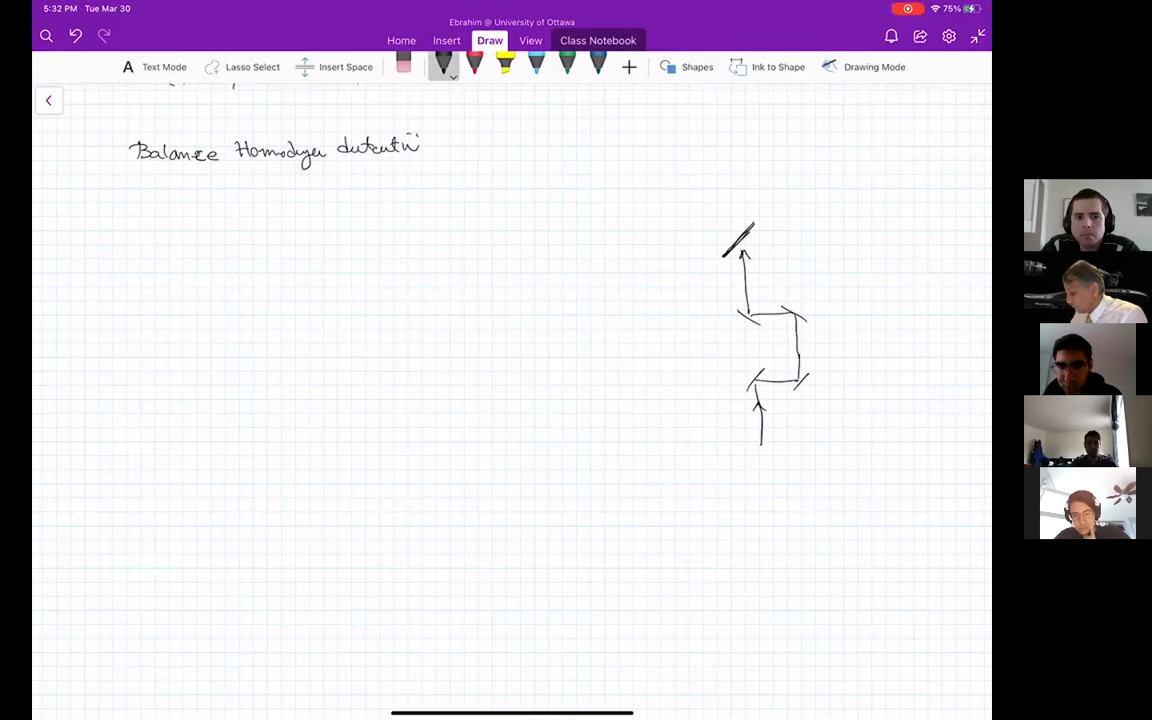 5:32 PM Tue Mar 30
75%
Ebrahim @ University of Ottawa
Home Insert Draw View Class Notebook
A Text Mode Lasso Select Insert Space Shapes Ink to Shape Drawing Mode
Balance Homodyne